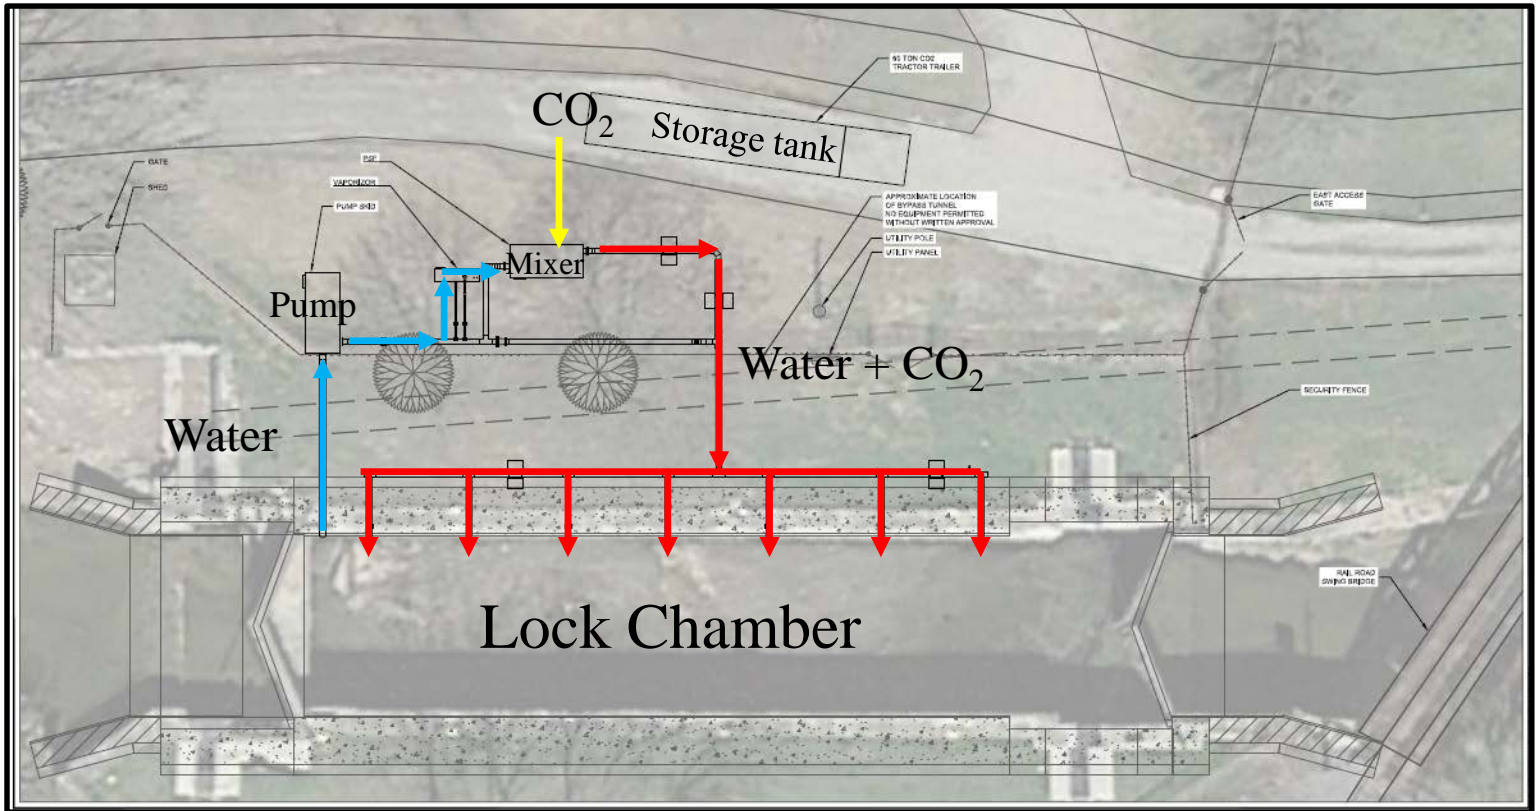 65 TON CO2
TRACTOR TRAILER
CO₂
Storage tank
GATE
SHED
VAPORIZOR
PUMP SKID
APPROXIMATE LOCATION
OF BYPASS TUNNEL
NO EQUIPMENT PERMITTED
WITHOUT WRITTEN APPROVAL
UTILITY POLE
UTILITY PANEL
EAST ACCESS
GATE
Mixer
Pump
Water + CO₂
SECURITY FENCE
Water
RAIL ROAD
SWING BRIDGE
Lock Chamber